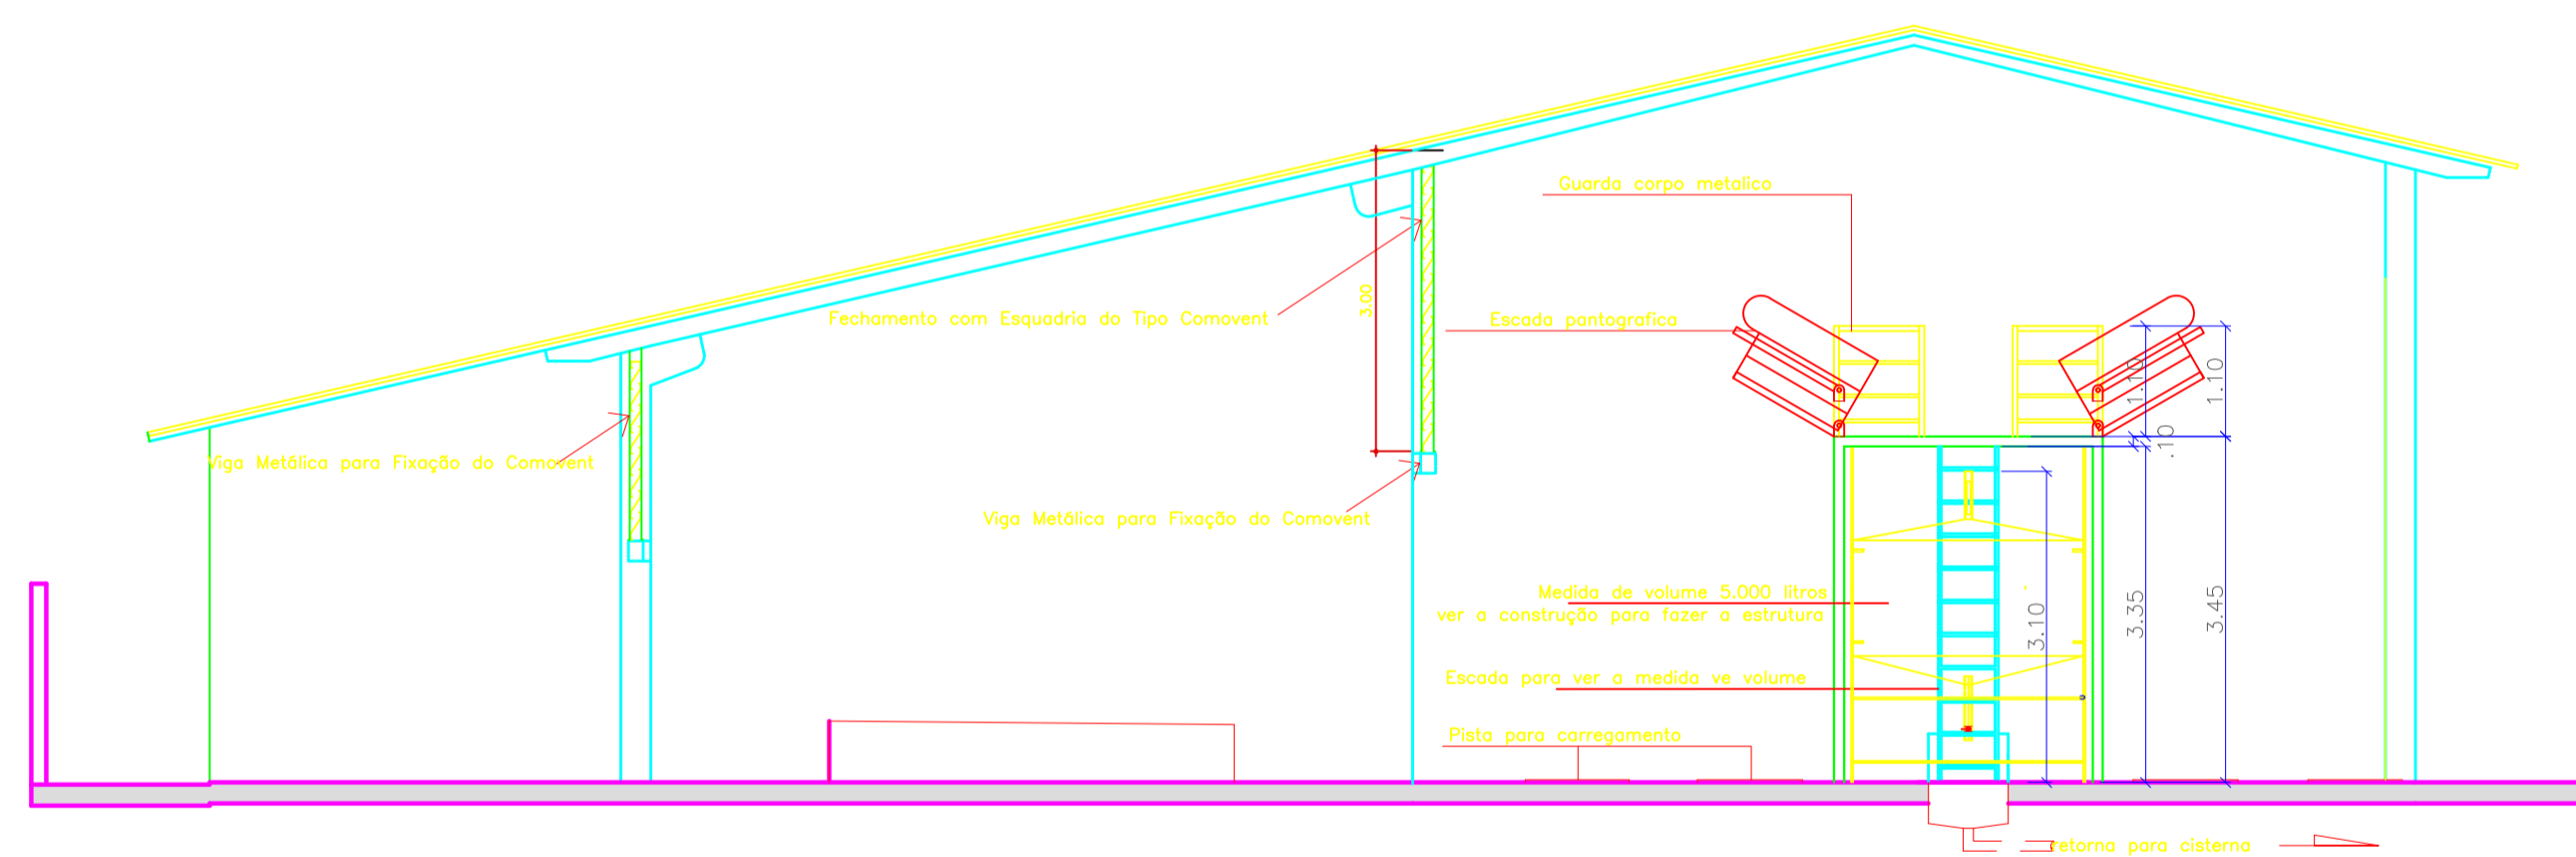 Guarda corpo metalico
Fechamento com Esquadria do Tipo Comovent
3.00
Escada pantografica
1.10
1.10
.10
Viga Metálica para Fixação do Comovent
Viga Metálica para Fixação do Comovent
Medida de volume 5.000 litros
ver a construção para fazer a estrutura
3.10
3.35
3.45
Escada para ver a medida ve volume
Pista para carregamento
retorna para cisterna